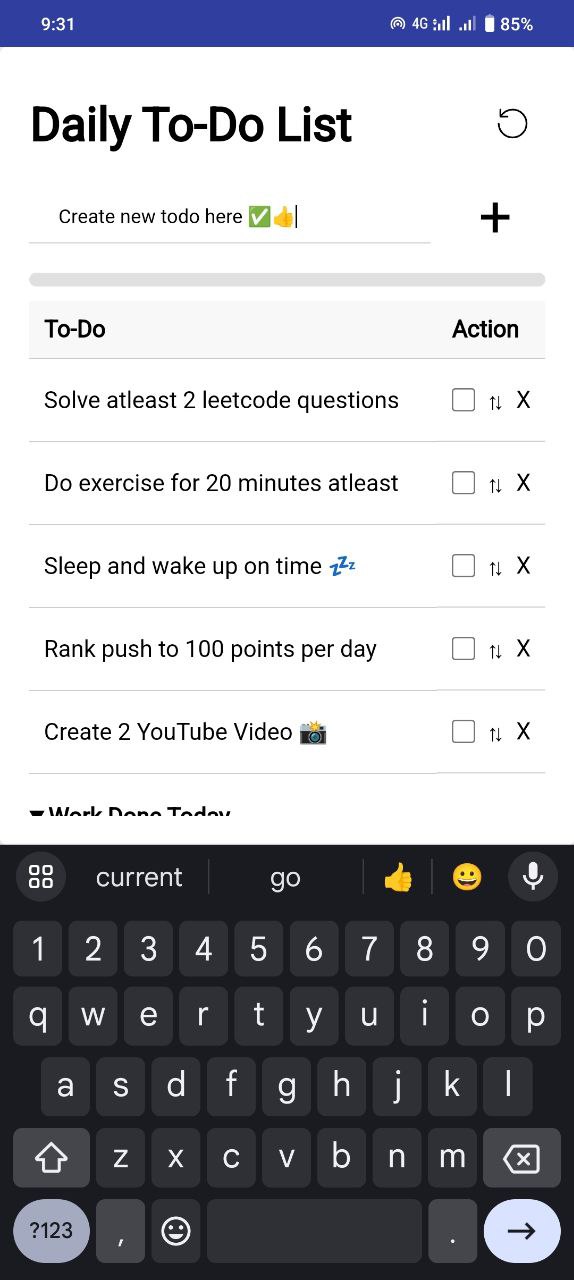 9:31 4G 85%
Daily To-Do List
Create new todo here ✅👍
To-Do Action
Solve atleast 2 leetcode questions X
Do exercise for 20 minutes atleast X
Sleep and wake up on time 💤 X
Rank push to 100 points per day X
Create 2 YouTube Video 📸 X
▼ Work Done Today
current go 👍 😀
1 2 3 4 5 6 7 8 9 0
q w e r t y u i o p
a s d f g h j k l
z x c v b n m
?123 , .